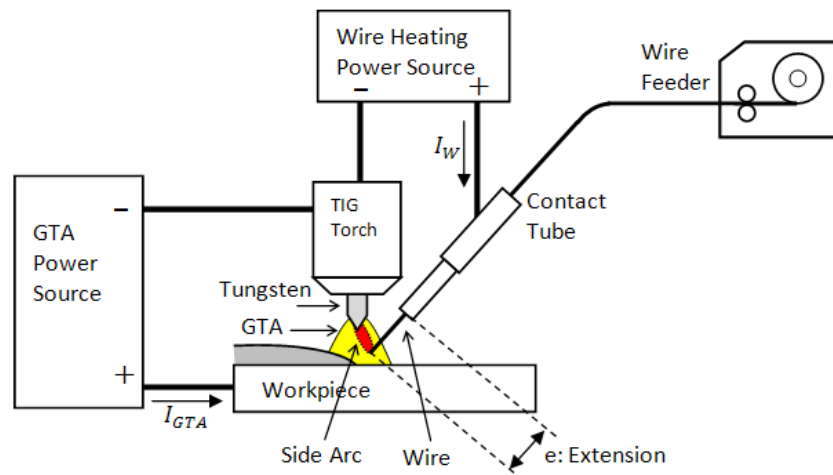 Wire Heating
Power Source
−
+
Wire
Feeder
I_W
TIG
Torch
Contact
Tube
−
GTA
Power
Source
+
Tungsten
GTA
Workpiece
I_GTA
Side Arc
Wire
e: Extension